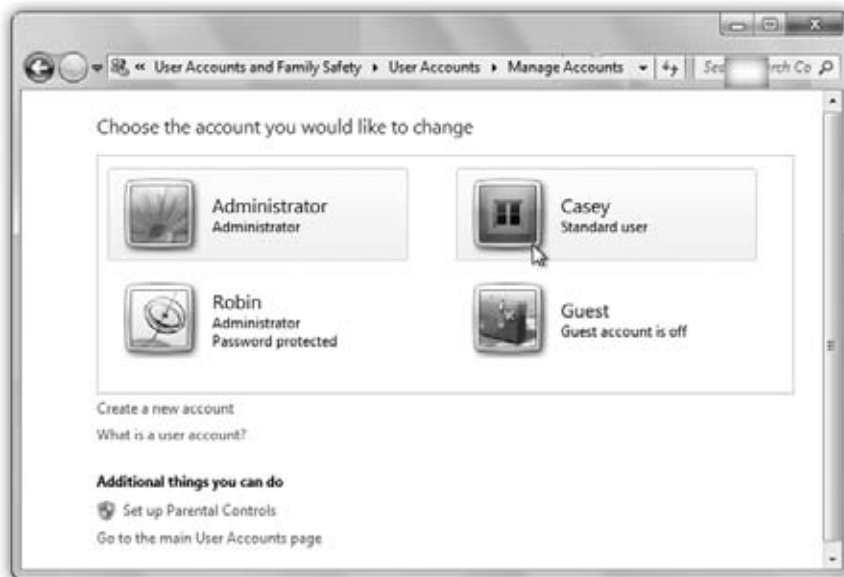 « User Accounts and Family Safety ▸ User Accounts ▸ Manage Accounts
Co
Choose the account you would like to change
Administrator
Administrator
Casey
Standard user
Robin
Administrator
Password protected
Guest
Guest account is off
Create a new account
What is a user account?
Additional things you can do
Set up Parental Controls
Go to the main User Accounts page